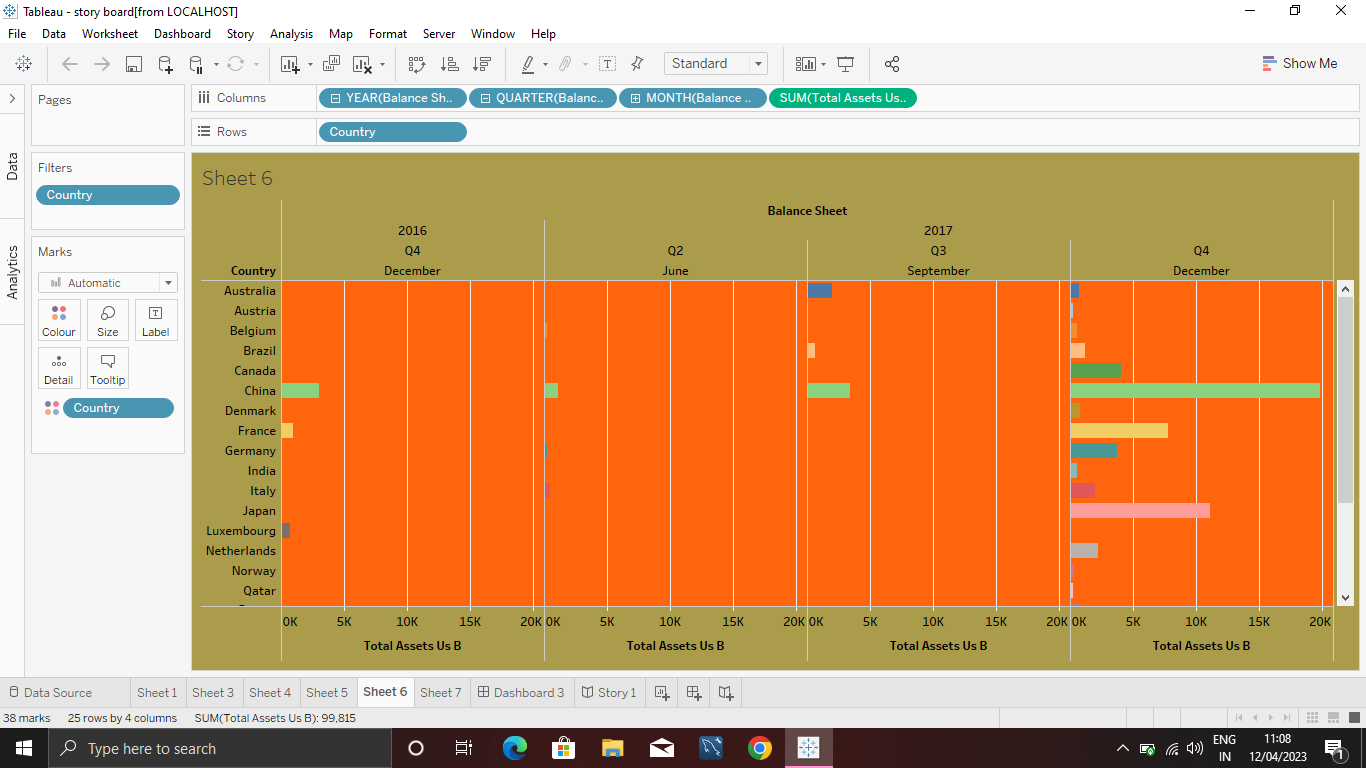 Tableau - story board[from LOCALHOST]
File Data Worksheet Dashboard Story Analysis Map Format Server Window Help
Standard
Show Me
Pages
Columns
YEAR(Balance Sh.. QUARTER(Balanc.. MONTH(Balance .. SUM(Total Assets Us..
Rows
Country
Data
Analytics
Filters
Country
Marks
Automatic
Colour Size Label
Detail Tooltip
Country
Sheet 6
Balance Sheet
2016 2017
Q4 Q2 Q3 Q4
Country December June September December
Australia
Austria
Belgium
Brazil
Canada
China
Denmark
France
Germany
India
Italy
Japan
Luxembourg
Netherlands
Norway
Qatar
0K 5K 10K 15K 20K 0K 5K 10K 15K 20K 0K 5K 10K 15K 20K 0K 5K 10K 15K 20K
Total Assets Us B Total Assets Us B Total Assets Us B Total Assets Us B
Data Source Sheet 1 Sheet 3 Sheet 4 Sheet 5 Sheet 6 Sheet 7 Dashboard 3 Story 1
38 marks 25 rows by 4 columns SUM(Total Assets Us B): 99,815
Type here to search
ENG
IN
11:08
12/04/2023
1